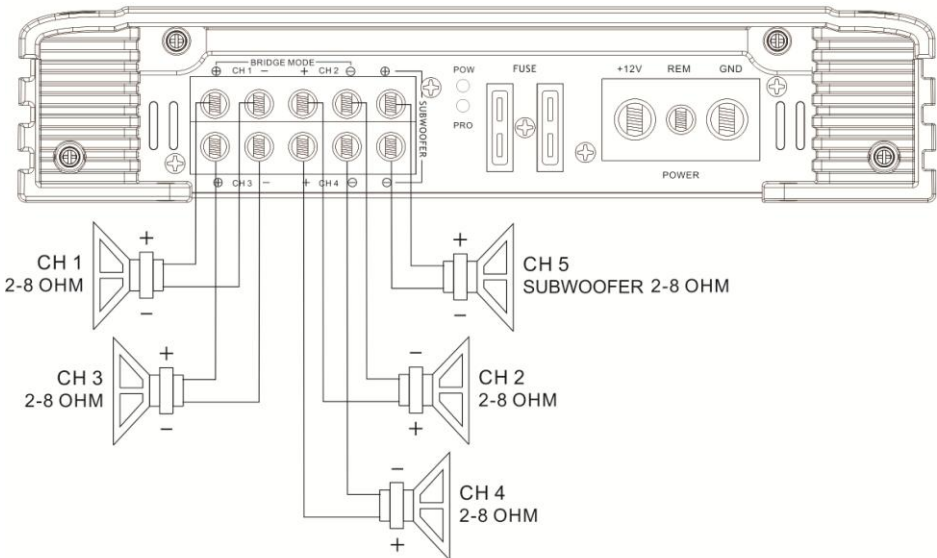 BRIDGE MODE
⊕ CH 1 − + CH 2 ⊖ ⊕
SUBWOOFER
⊕ CH 3 − + CH 4 ⊖ ⊖
POW
PRO
FUSE
+12V REM GND
POWER
CH 1
2-8 OHM
+
−
CH 3
2-8 OHM
+
−
+
−
CH 5
SUBWOOFER 2-8 OHM
−
+
CH 2
2-8 OHM
−
+
CH 4
2-8 OHM